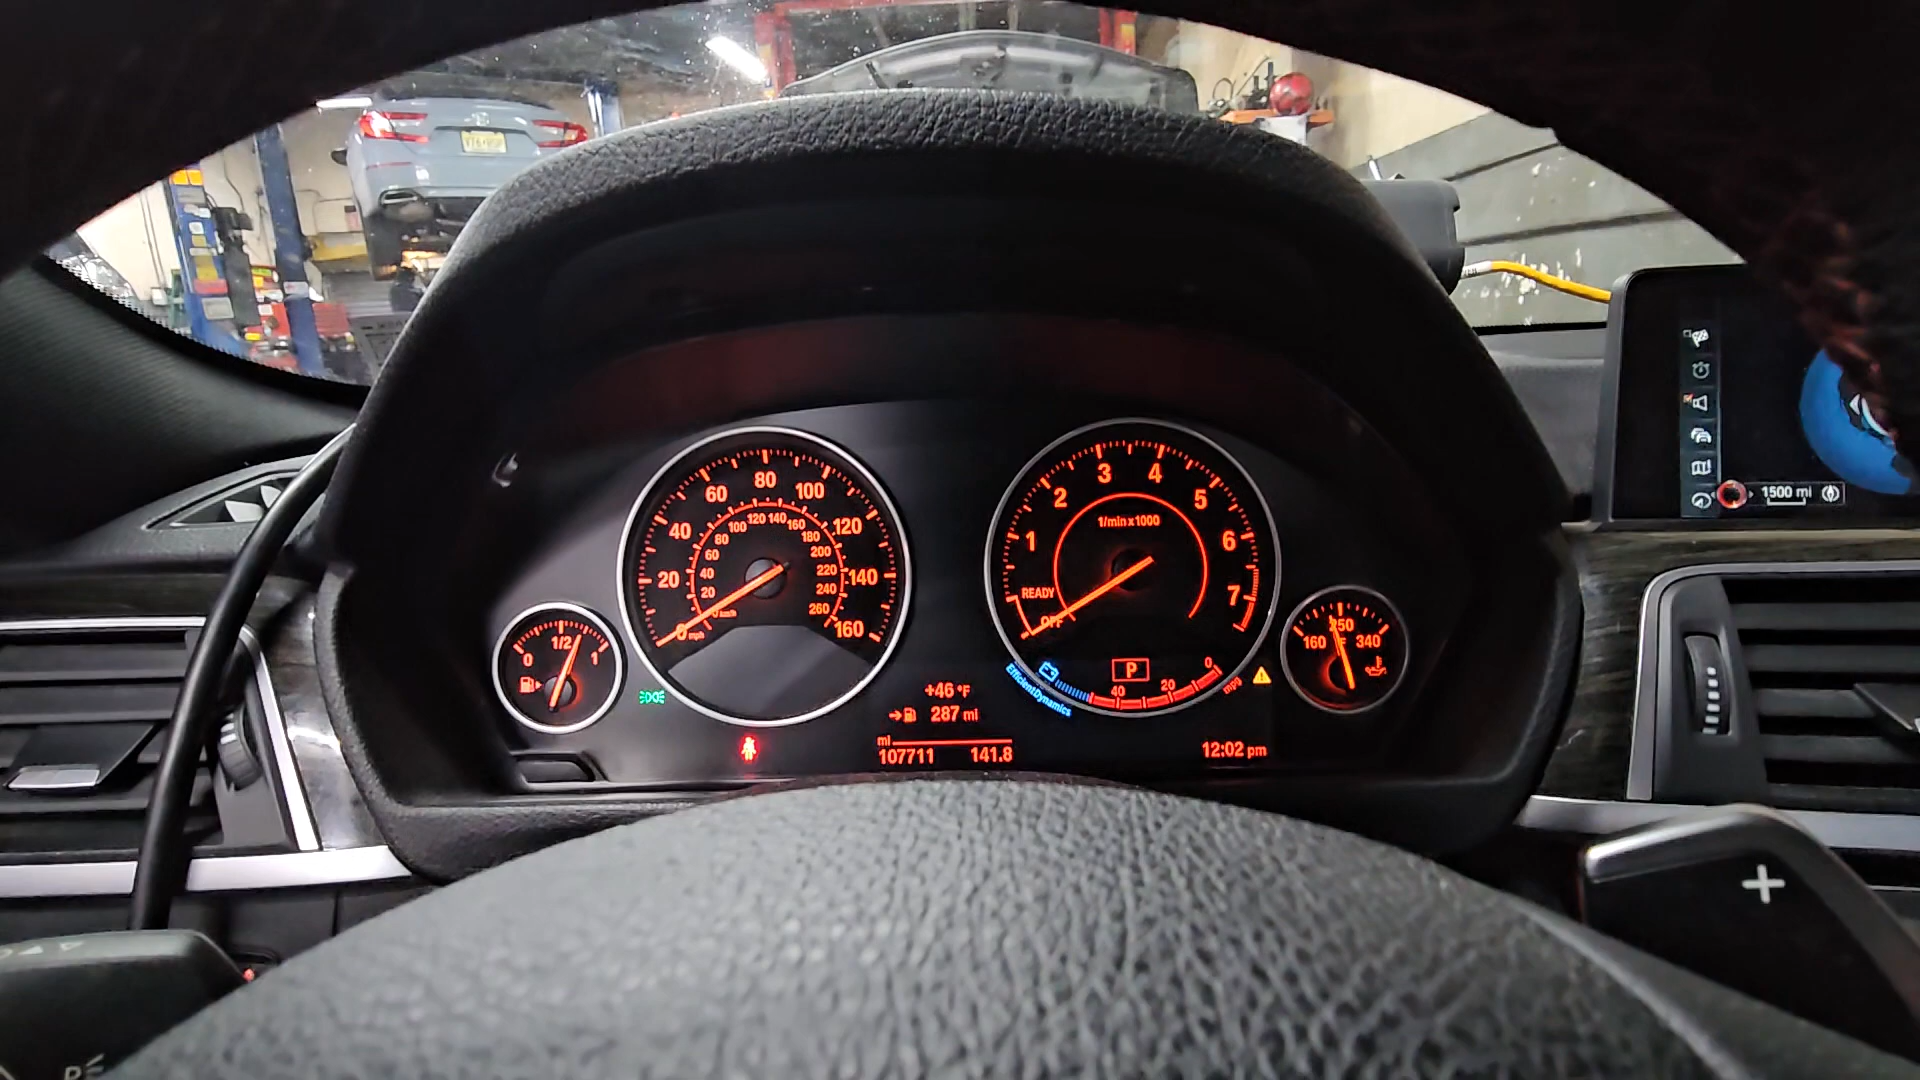 0
1/2
1
0
20
40
60
80
100
120
140
160
mph
0
km/h
20
40
60
80
100
120
140
160
180
200
220
240
260
OFF
READY
1
2
3
4
5
6
7
1/min x 1000
EfficientDynamics
P
40
20
0
mpg
160
250
340
°F
+46 °F
287 mi
mi
107711
141.8
12:02 pm
1500 mi
+
P